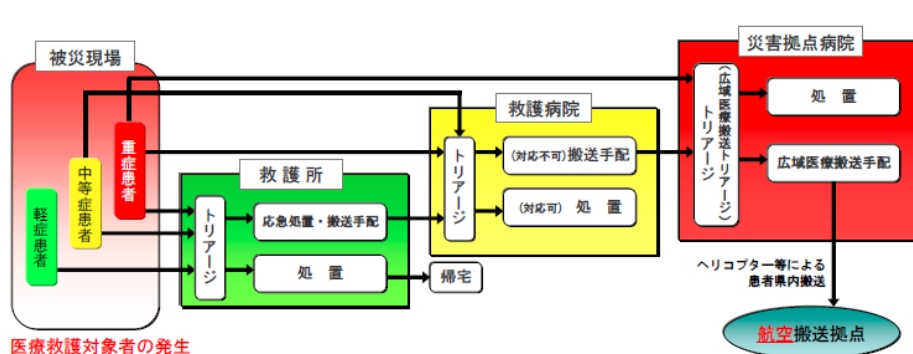 被災現場
重症患者
中等症患者
軽症患者
医療救護対象者の発生
救護所
トリアージ
応急処置・搬送手配
処置
帰宅
救護病院
トリアージ
(対応不可)搬送手配
(対応可) 処置
災害拠点病院
トリアージ
(広域医療搬送トリアージ)
処置
広域医療搬送手配
ヘリコプター等による
患者県内搬送
航空搬送拠点